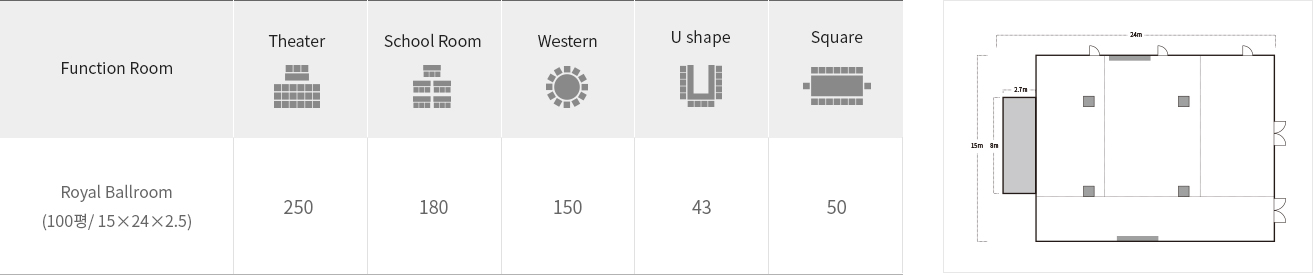 Function Room
Theater
School Room
Western
U shape
Square
Royal Ballroom
(100평/ 15×24×2.5)
250
180
150
43
50
24m
2.7m
15m
8m